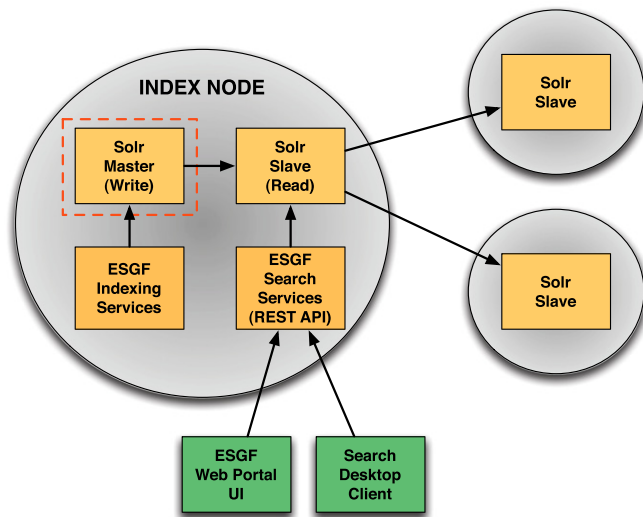 INDEX NODE
Solr
Master
(Write)
Solr
Slave
(Read)
ESGF
Indexing
Services
ESGF
Search
Services
(REST API)
Solr
Slave
Solr
Slave
ESGF
Web Portal
UI
Search
Desktop
Client